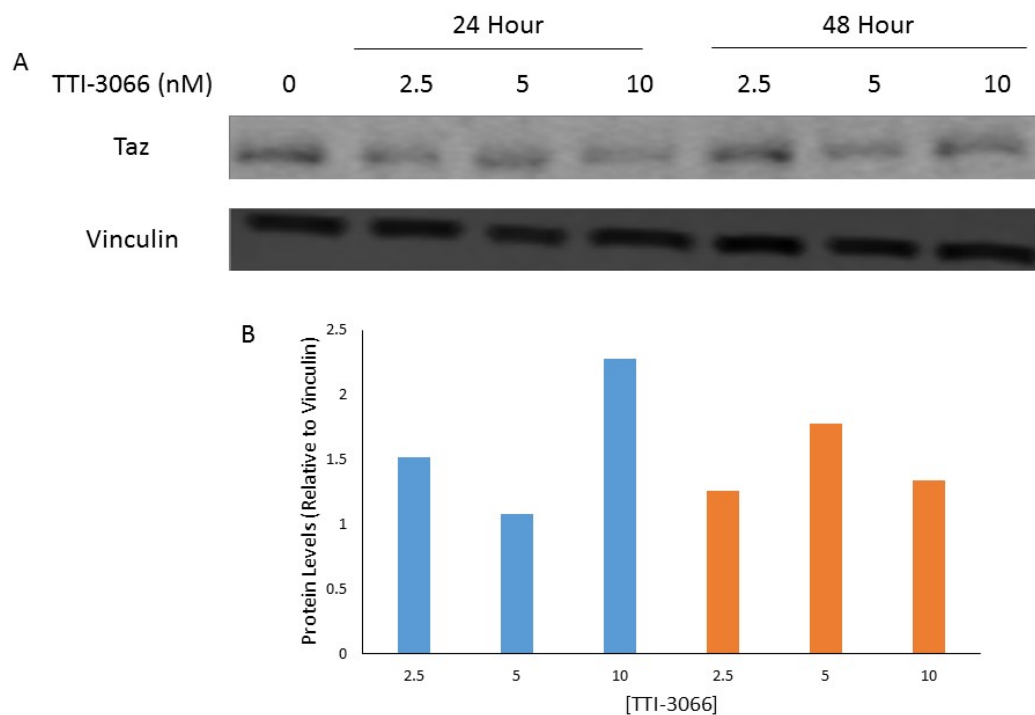 24 Hour 48 Hour
A
TTI-3066 (nM) 0 2.5 5 10 2.5 5 10
Taz
Vinculin
B
Protein Levels (Relative to Vinculin)
2.5
2
1.5
1
0.5
0
2.5 5 10 2.5 5 10
[TTI-3066]